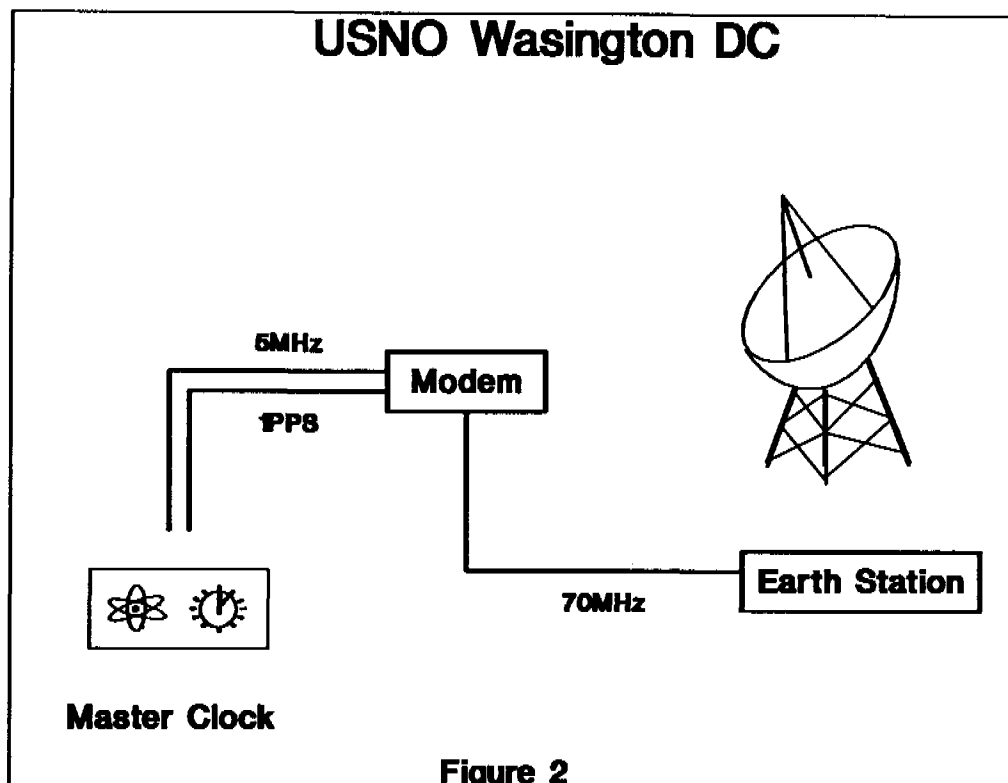 USNO Wasington DC
5MHz
Modem
1PPS
Earth Station
70MHz
Master Clock
Figure 2